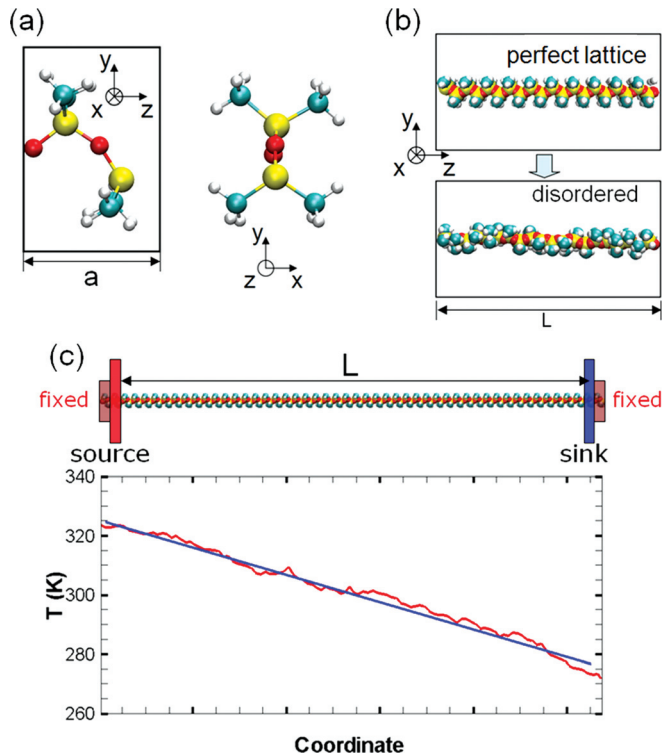 (a)
y
x
z
a
y
z
x
(b)
perfect lattice
y
x
z
disordered
L
(c)
L
fixed
fixed
source
sink
340
320
300
280
260
T (K)
Coordinate